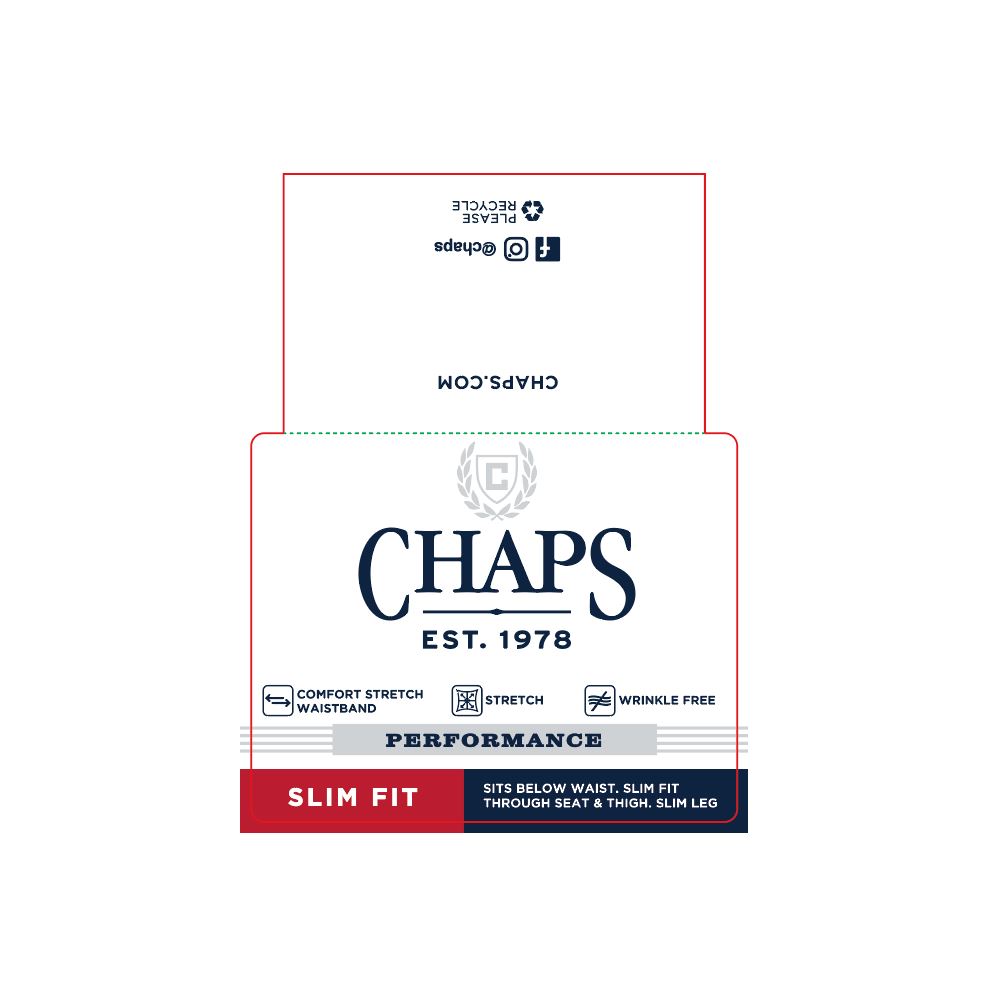 PLEASE
RECYCLE
@chaps
CHAPS.COM
C
CHAPS
EST. 1978
COMFORT STRETCH
WAISTBAND
STRETCH
WRINKLE FREE
PERFORMANCE
SLIM FIT
SITS BELOW WAIST. SLIM FIT
THROUGH SEAT & THIGH. SLIM LEG